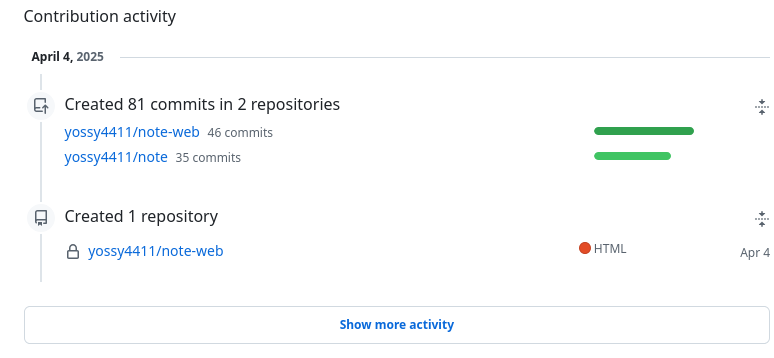 Contribution activity
April 4, 2025
Created 81 commits in 2 repositories
yossy4411/note-web 46 commits
yossy4411/note 35 commits
Created 1 repository
yossy4411/note-web HTML Apr 4
Show more activity